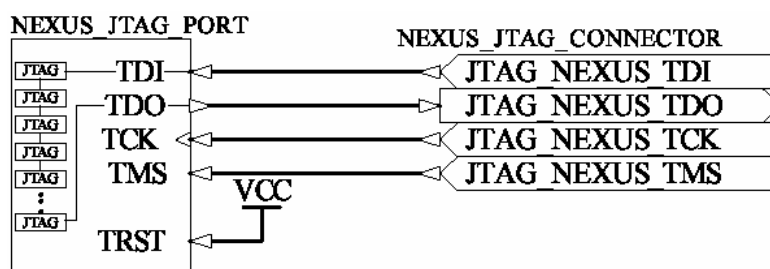 NEXUS_JTAG_PORT
NEXUS_JTAG_CONNECTOR
JTAG TDI JTAG_NEXUS_TDI
JTAG
TDO JTAG_NEXUS_TDO
JTAG
TCK JTAG_NEXUS_TCK
JTAG
JTAG TMS JTAG_NEXUS_TMS
VCC
JTAG
TRST